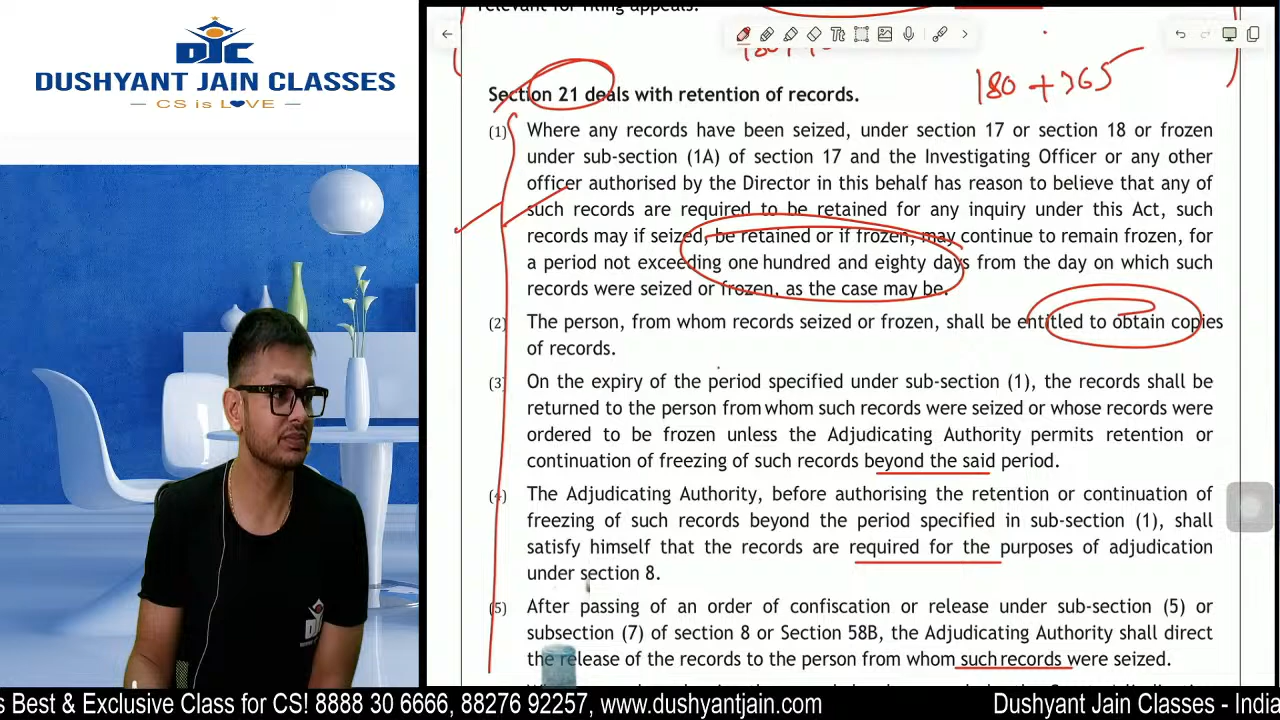 relevant for filing appeals.
DJC
DUSHYANT JAIN CLASSES
CS is LOVE
180 + 365
Section 21 deals with retention of records.
(1) Where any records have been seized, under section 17 or section 18 or frozen
under sub-section (1A) of section 17 and the Investigating Officer or any other
officer authorised by the Director in this behalf has reason to believe that any of
such records are required to be retained for any inquiry under this Act, such
records may if seized, be retained or if frozen, may continue to remain frozen, for
a period not exceeding one hundred and eighty days from the day on which such
records were seized or frozen, as the case may be.
(2) The person, from whom records seized or frozen, shall be entitled to obtain copies
of records.
(3) On the expiry of the period specified under sub-section (1), the records shall be
returned to the person from whom such records were seized or whose records were
ordered to be frozen unless the Adjudicating Authority permits retention or
continuation of freezing of such records beyond the said period.
(4) The Adjudicating Authority, before authorising the retention or continuation of
freezing of such records beyond the period specified in sub-section (1), shall
satisfy himself that the records are required for the purposes of adjudication
under section 8.
(5) After passing of an order of confiscation or release under sub-section (5) or
subsection (7) of section 8 or Section 58B, the Adjudicating Authority shall direct
the release of the records to the person from whom such records were seized.
s Best & Exclusive Class for CS! 8888 30 6666, 88276 92257, www.dushyantjain.com
Dushyant Jain Classes - India